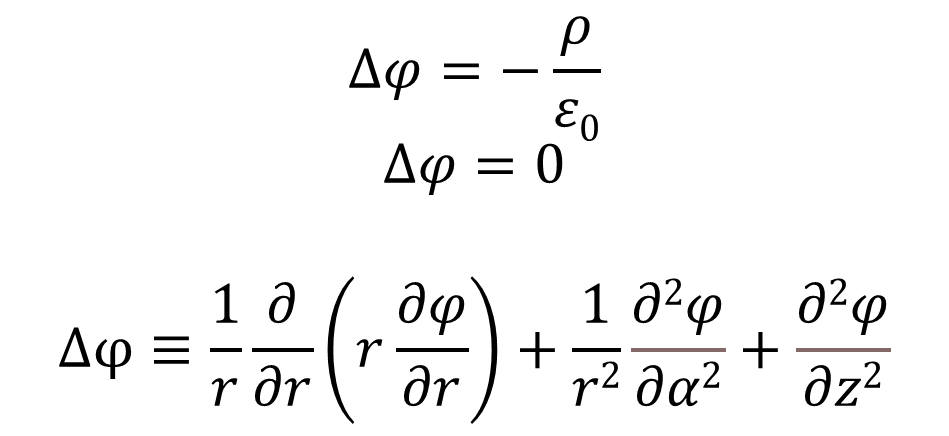 Δφ = − ρ/ε₀
Δφ = 0
Δφ ≡ 1/r ∂/∂r (r ∂φ/∂r) + 1/r² ∂²φ/∂α² + ∂²φ/∂z²